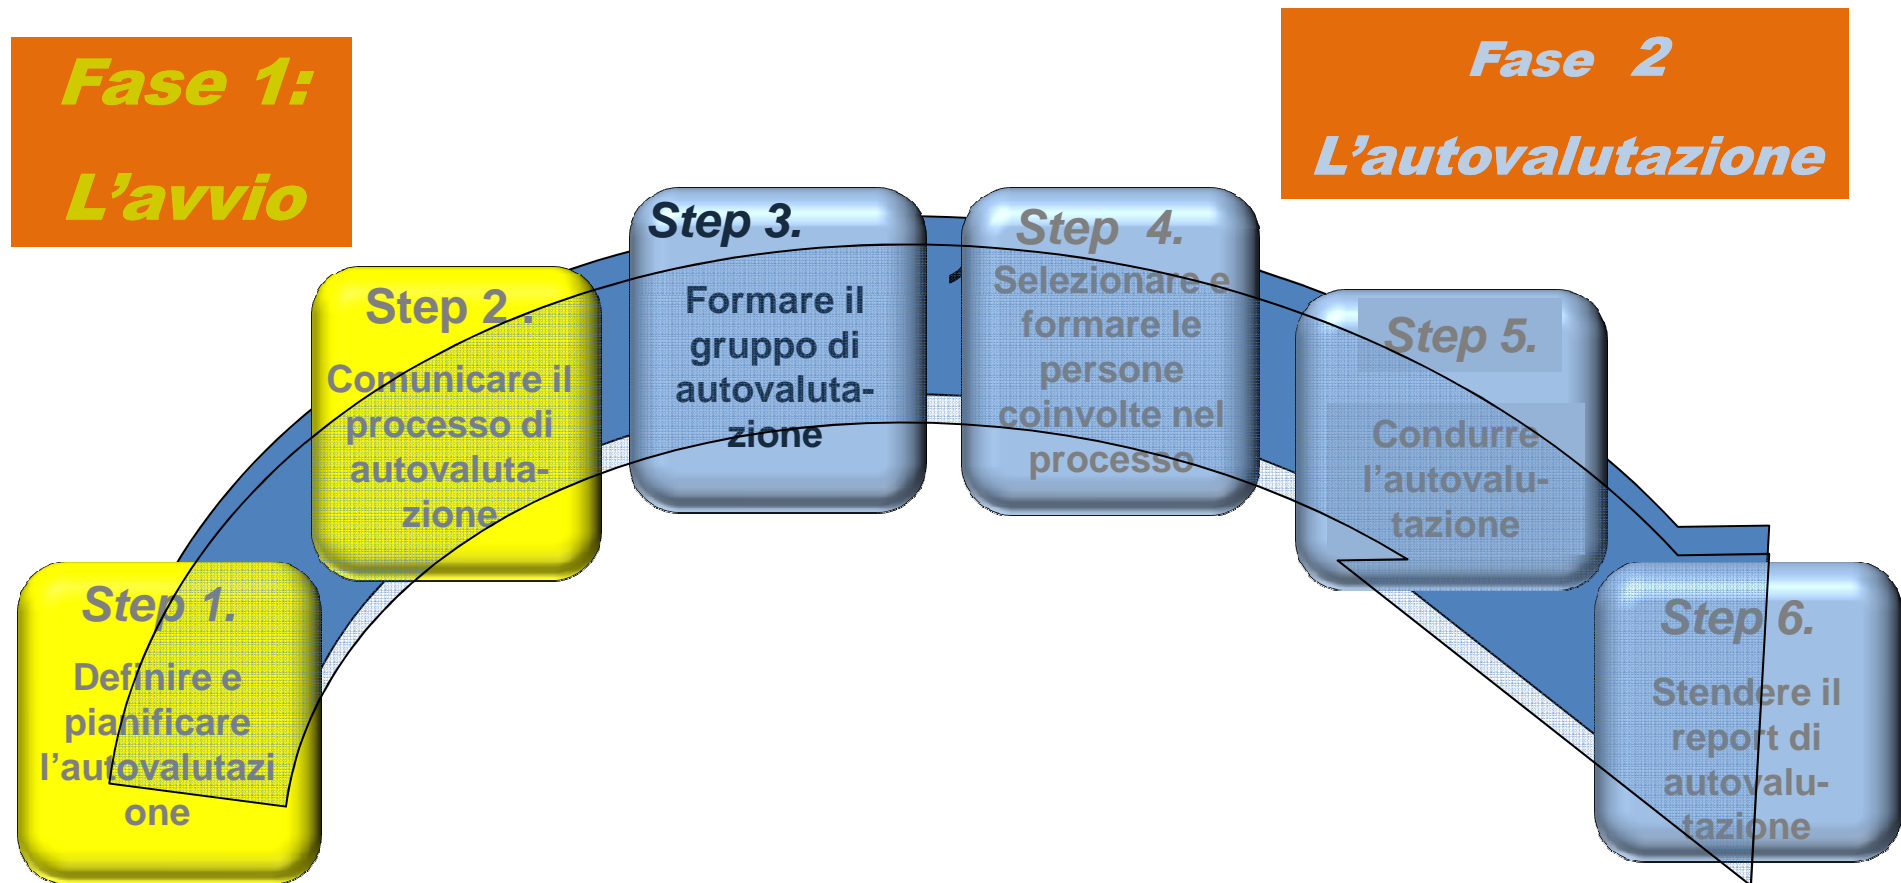 Fase 1:
L’avvio
Fase 2
L’autovalutazione
Step 1.
Definire e
pianificare
l’autovalutazi
one
Step 2 .
Comunicare il
processo di
autovaluta-
zione
Step 3.
Formare il
gruppo di
autovaluta-
zione
Step 4.
Selezionare e
formare le
persone
coinvolte nel
processo
Step 5.
Condurre
l’autovalu-
tazione
Step 6.
Stendere il
report di
autovalu-
tazione